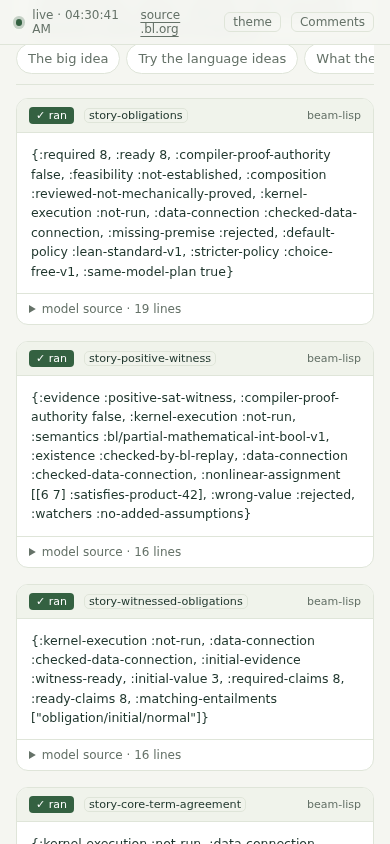 live · 04:30:41 AM
source.bl.org
theme
Comments
The big idea
Try the language ideas
What the
✓ ran
story-obligations
beam-lisp
{:required 8, :ready 8, :compiler-proof-authority
false, :feasibility :not-established, :composition
:reviewed-not-mechanically-proved, :kernel-
execution :not-run, :data-connection :checked-data-
connection, :missing-premise :rejected, :default-
policy :lean-standard-v1, :stricter-policy :choice-
free-v1, :same-model-plan true}
▶ model source · 19 lines
✓ ran
story-positive-witness
beam-lisp
{:evidence :positive-sat-witness, :compiler-proof-
authority false, :kernel-execution :not-run,
:semantics :bl/partial-mathematical-int-bool-v1,
:existence :checked-by-bl-replay, :data-connection
:checked-data-connection, :nonlinear-assignment
[[6 7] :satisfies-product-42], :wrong-value :rejected,
:watchers :no-added-assumptions}
▶ model source · 16 lines
✓ ran
story-witnessed-obligations
beam-lisp
{:kernel-execution :not-run, :data-connection
:checked-data-connection, :initial-evidence
:witness-ready, :initial-value 3, :required-claims 8,
:ready-claims 8, :matching-entailments
["obligation/initial/normal"]}
▶ model source · 16 lines
✓ ran
story-core-term-agreement
beam-lisp
{:kernel-execution :not-run, :data-connection